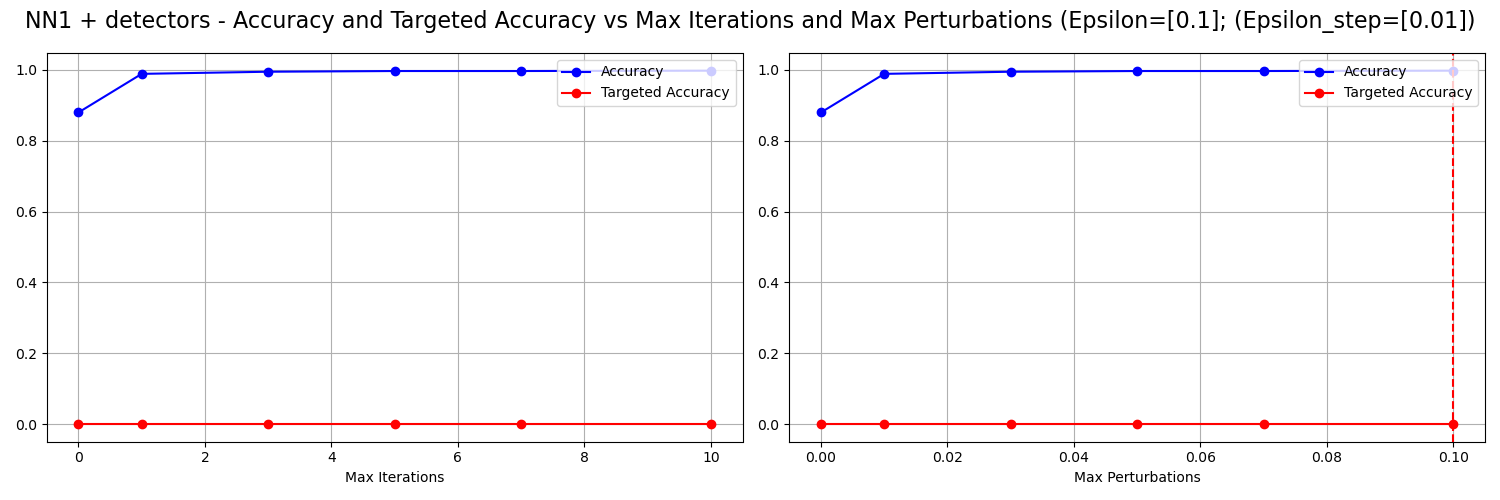 NN1 + detectors - Accuracy and Targeted Accuracy vs Max Iterations and Max Perturbations (Epsilon=[0.1]; (Epsilon_step=[0.01])
1.0
0.8
0.6
0.4
0.2
0.0
0 2 4 6 8 10
Max Iterations
Accuracy
Targeted Accuracy
1.0
0.8
0.6
0.4
0.2
0.0
0.00 0.02 0.04 0.06 0.08 0.10
Max Perturbations
Accuracy
Targeted Accuracy